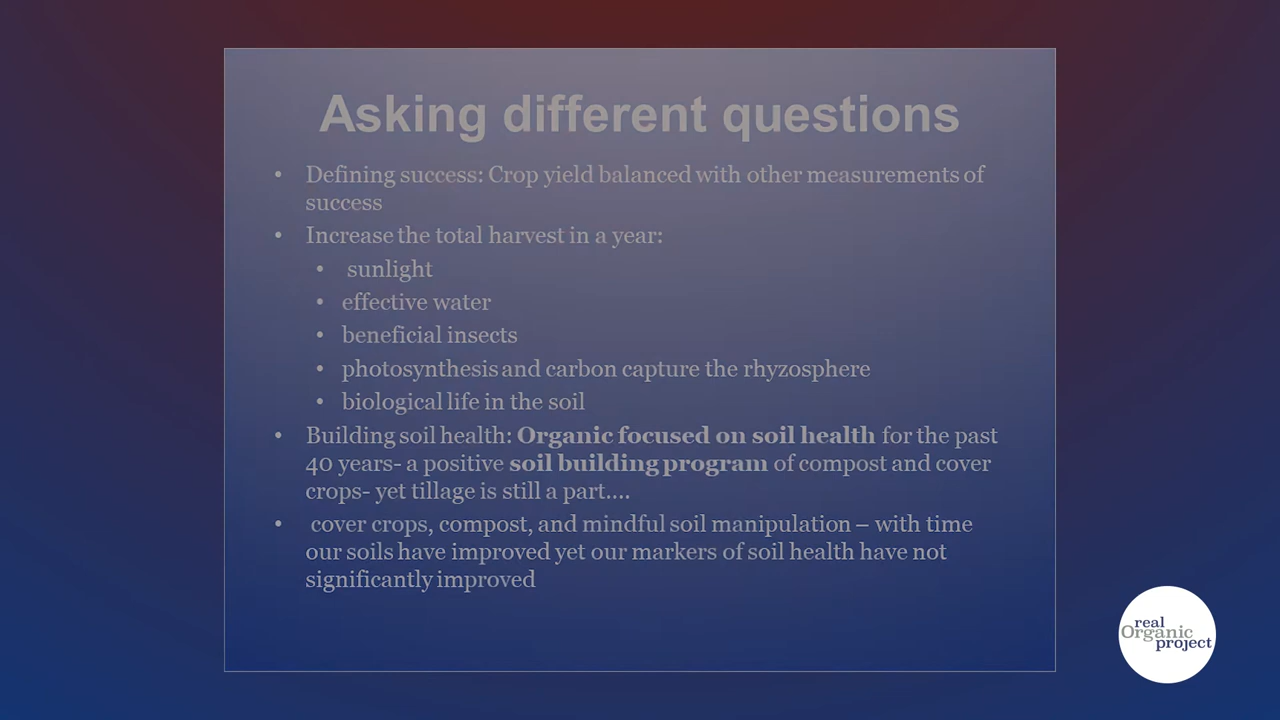 Asking different questions
• Defining success: Crop yield balanced with other measurements of
success
• Increase the total harvest in a year:
• sunlight
• effective water
• beneficial insects
• photosynthesis and carbon capture the rhyzosphere
• biological life in the soil
• Building soil health: Organic focused on soil health for the past
40 years- a positive soil building program of compost and cover
crops- yet tillage is still a part....
• cover crops, compost, and mindful soil manipulation – with time
our soils have improved yet our markers of soil health have not
significantly improved
real
Organic
project